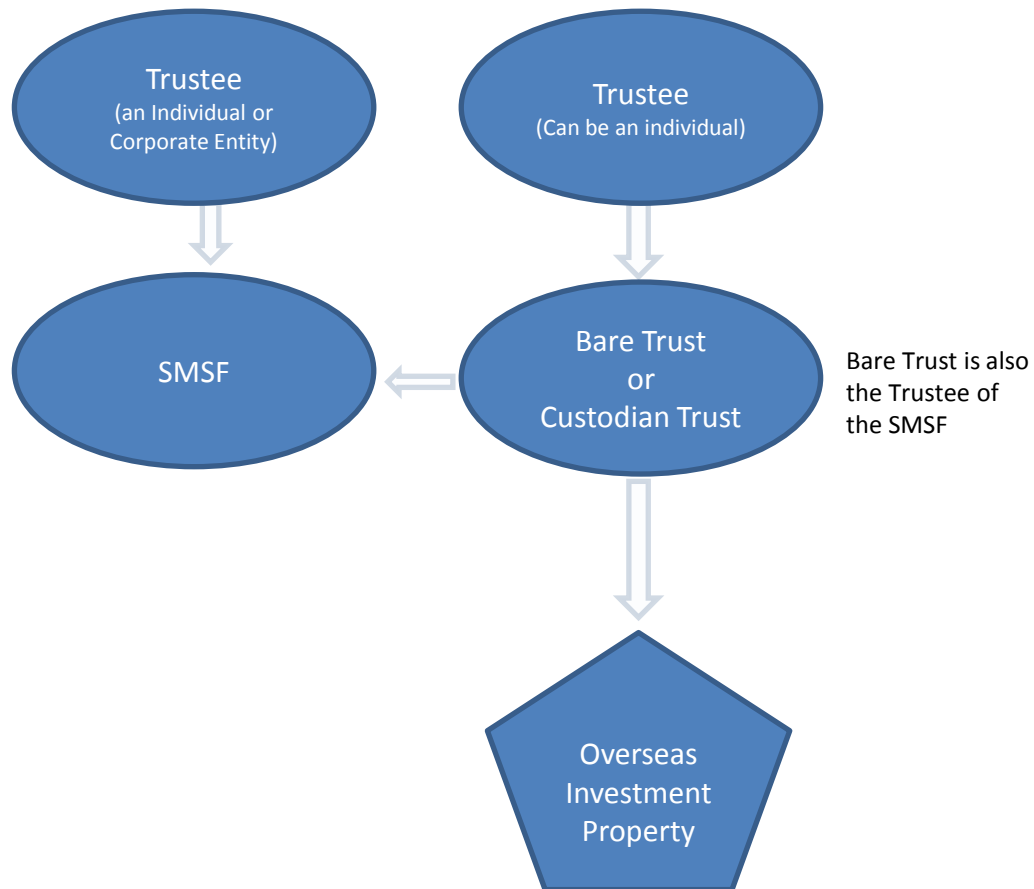 Trustee
(an Individual or
Corporate Entity)
Trustee
(Can be an individual)
SMSF
Bare Trust
or
Custodian Trust
Bare Trust is also
the Trustee of
the SMSF
Overseas
Investment
Property